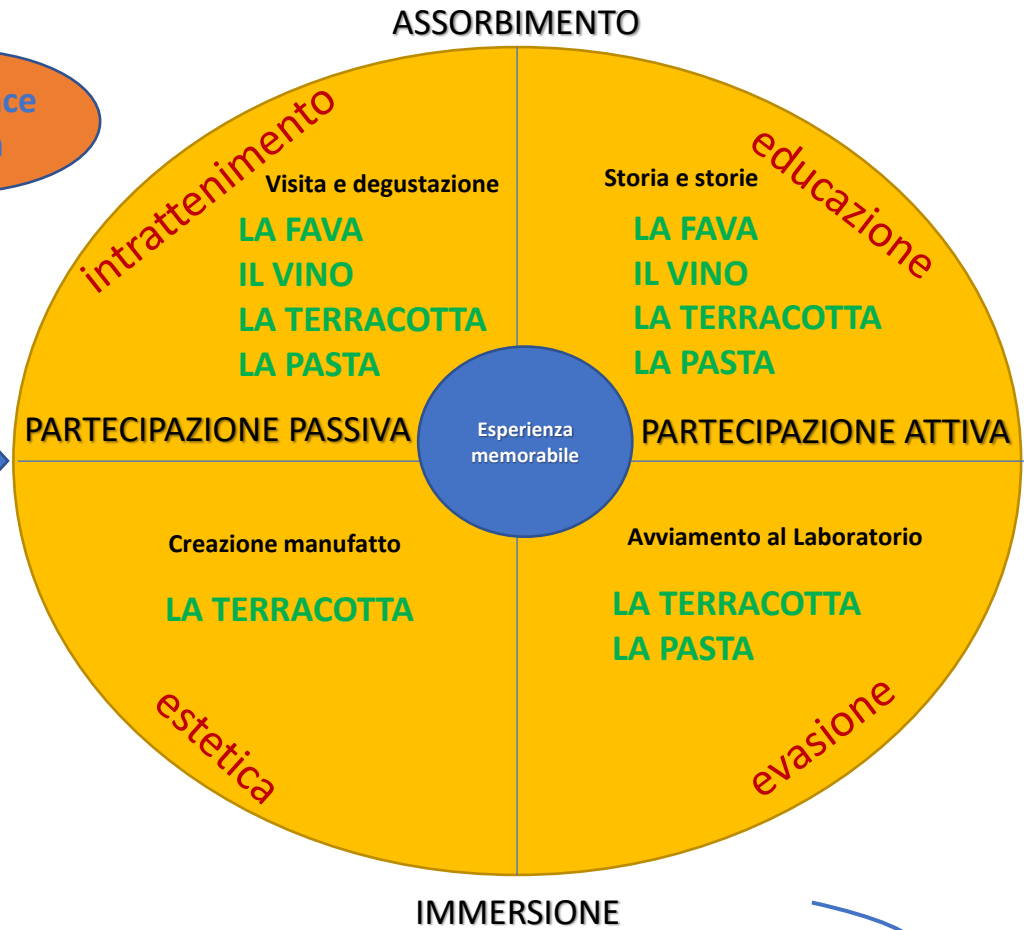 ASSORBIMENTO
intrattenimento
educazione
Visita e degustazione
LA FAVA
IL VINO
LA TERRACOTTA
LA PASTA
Storia e storie
LA FAVA
IL VINO
LA TERRACOTTA
LA PASTA
PARTECIPAZIONE PASSIVA
Esperienza
memorabile
PARTECIPAZIONE ATTIVA
Creazione manufatto
LA TERRACOTTA
Avviamento al Laboratorio
LA TERRACOTTA
LA PASTA
estetica
evasione
IMMERSIONE